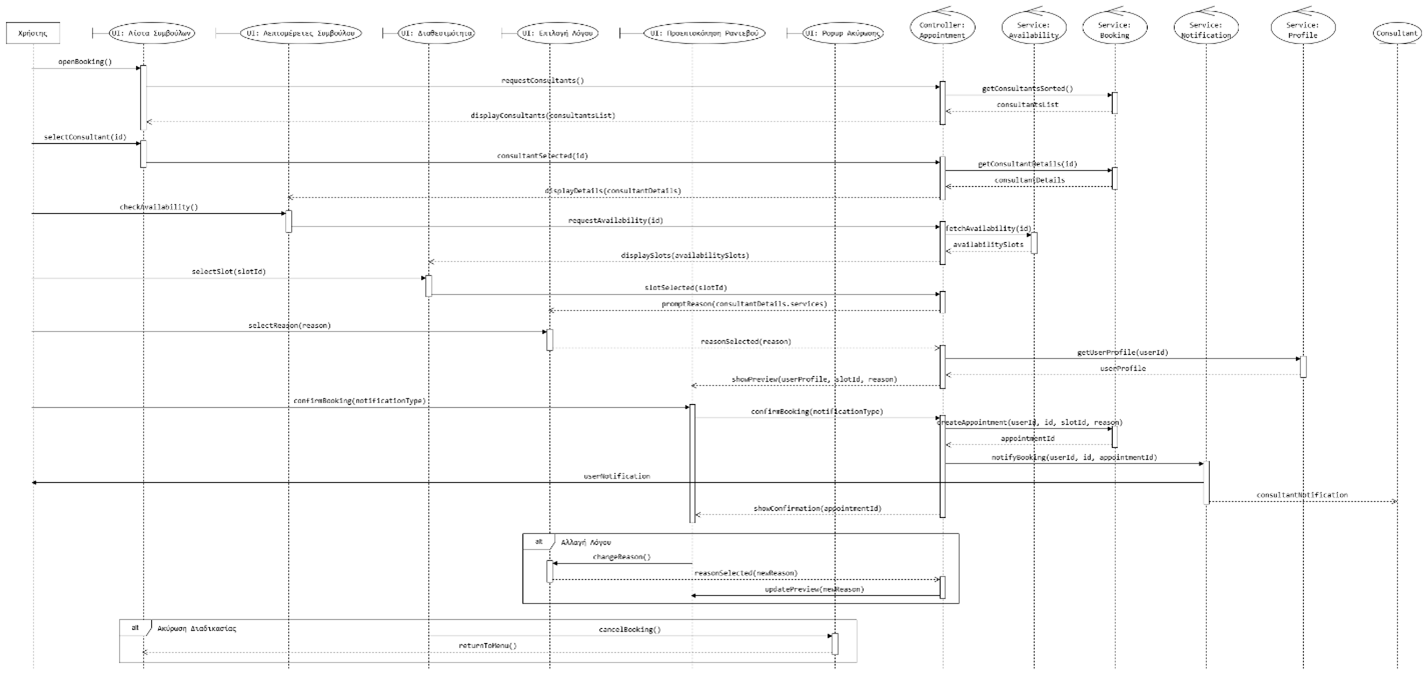 Χρήστης
UI: Λίστα Συμβούλων
UI: Λεπτομέρειες Συμβούλου
UI: Διαθεσιμότητα
UI: Επιλογή Λόγου
UI: Προεπισκόπηση Ραντεβού
UI: Popup Ακύρωσης
Controller:
Appointment
Service:
Availability
Service:
Booking
Service:
Notification
Service:
Profile
Consultant
openBooking()
requestConsultants()
getConsultantsSorted()
consultantsList
displayConsultants(consultantsList)
selectConsultant(id)
consultantSelected(id)
getConsultantDetails(id)
consultantDetails
displayDetails(consultantDetails)
checkAvailability()
requestAvailability(id)
fetchAvailability(id)
availabilitySlots
displaySlots(availabilitySlots)
selectSlot(slotId)
slotSelected(slotId)
promptReason(consultantDetails.services)
selectReason(reason)
reasonSelected(reason)
getUserProfile(userId)
userProfile
showPreview(userProfile, slotId, reason)
confirmBooking(notificationType)
confirmBooking(notificationType)
createAppointment(userId, id, slotId, reason)
appointmentId
notifyBooking(userId, id, appointmentId)
userNotification
consultantNotification
showConfirmation(appointmentId)
alt Αλλαγή Λόγου
changeReason()
reasonSelected(newReason)
updatePreview(newReason)
alt Ακύρωση Διαδικασίας
cancelBooking()
returnToMenu()